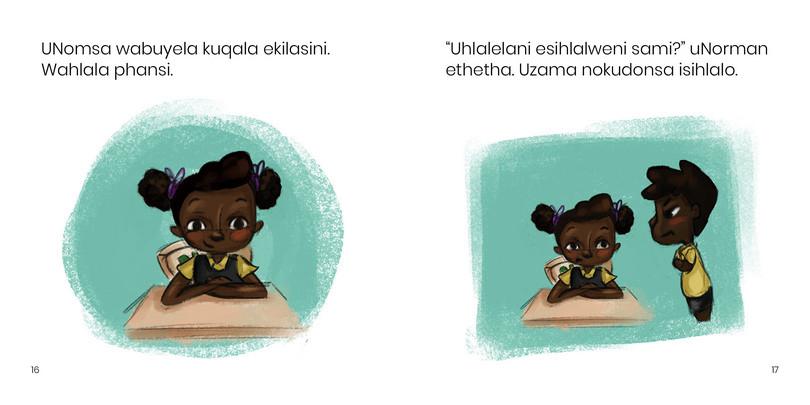 UNomsa wabuyela kuqala ekilasini.
Wahlala phansi.
16
“Uhlalelani esihlalweni sami?” uNorman
ethetha. Uzama nokudonsa isihlalo.
17